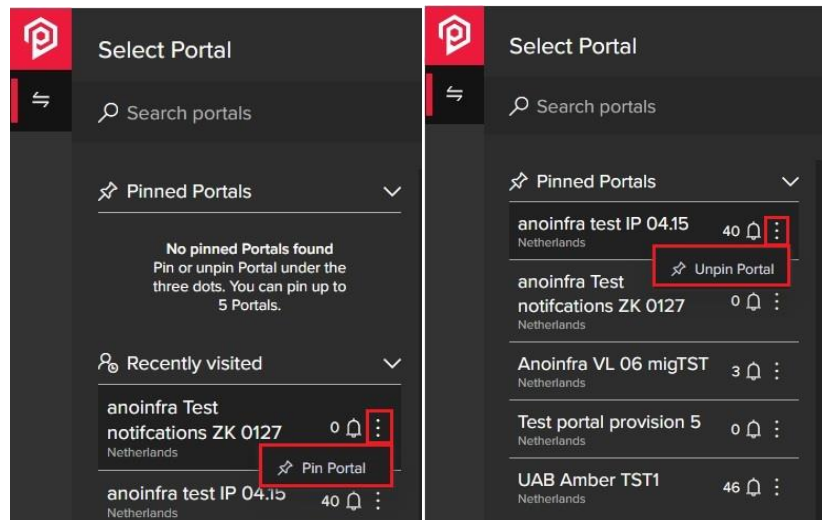 Select Portal
Search portals
Pinned Portals
No pinned Portals found
Pin or unpin Portal under the
three dots. You can pin up to
5 Portals.
Recently visited
anoinfra Test
notifcations ZK 0127
0
Netherlands
Pin Portal
anoinfra test IP 04.15
40
Netherlands
Select Portal
Search portals
Pinned Portals
anoinfra test IP 04.15
40
Netherlands
Unpin Portal
anoinfra Test
notifcations ZK 0127
0
Netherlands
Anoinfra VL 06 migTST
3
Netherlands
Test portal provision 5
0
Netherlands
UAB Amber TST1
46
Netherlands